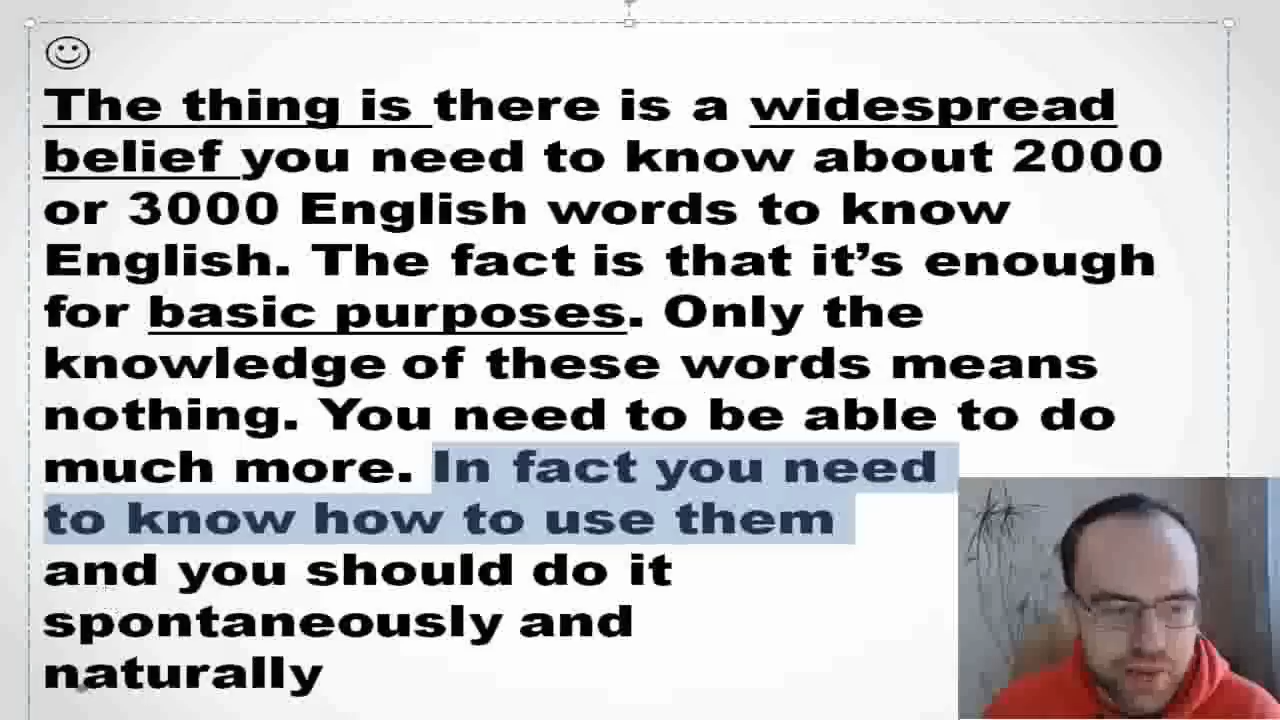 The thing is there is a widespread
belief you need to know about 2000
or 3000 English words to know
English. The fact is that it’s enough
for basic purposes. Only the
knowledge of these words means
nothing. You need to be able to do
much more. In fact you need
to know how to use them
and you should do it
spontaneously and
naturally